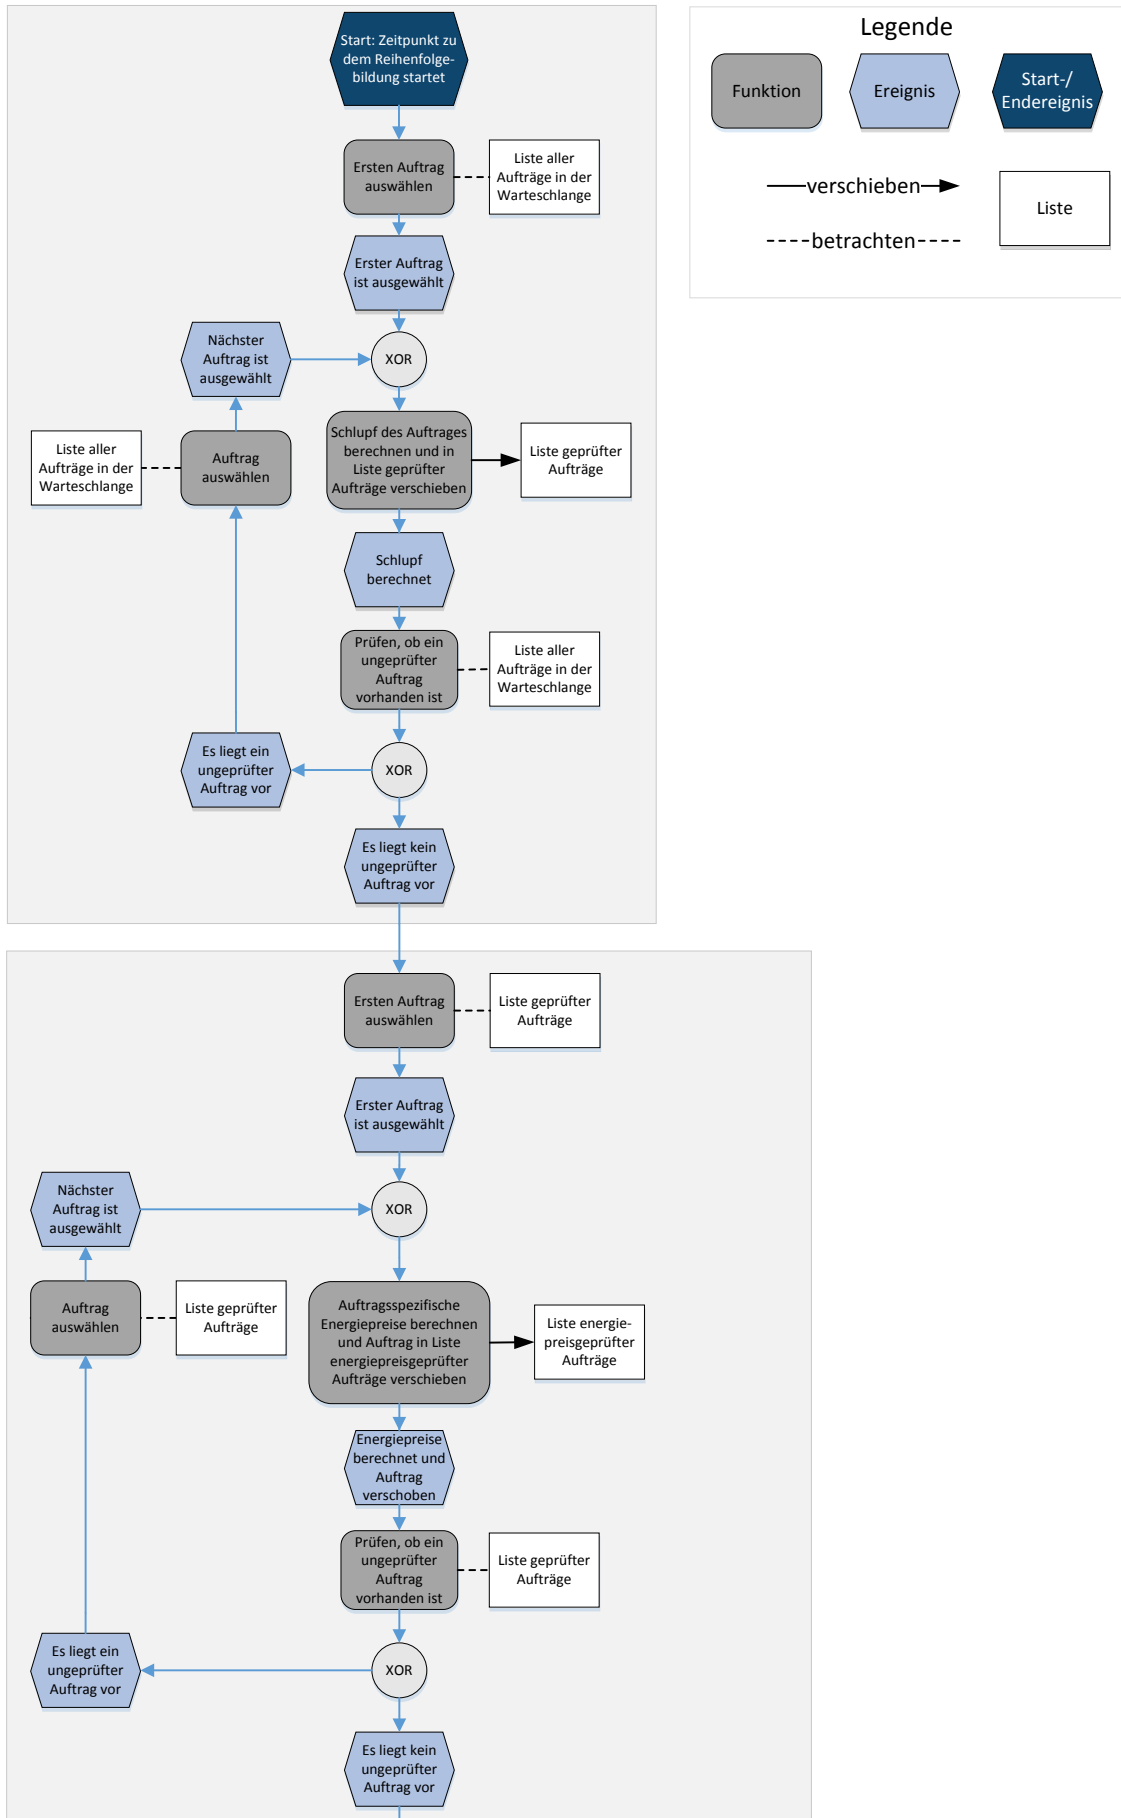 Start: Zeitpunkt zu
dem Reihenfolge-
bildung startet
Legende
Funktion
Ereignis
Start-/
Endereignis
verschieben
betrachten
Liste
Ersten Auftrag
auswählen
Liste aller
Aufträge in der
Warteschlange
Erster Auftrag
ist ausgewählt
Nächster
Auftrag ist
ausgewählt
XOR
Liste aller
Aufträge in der
Warteschlange
Auftrag
auswählen
Schlupf des Auftrages
berechnen und in
Liste geprüfter
Aufträge verschieben
Liste geprüfter
Aufträge
Schlupf
berechnet
Prüfen, ob ein
ungeprüfter
Auftrag
vorhanden ist
Liste aller
Aufträge in der
Warteschlange
Es liegt ein
ungeprüfter
Auftrag vor
XOR
Es liegt kein
ungeprüfter
Auftrag vor
Ersten Auftrag
auswählen
Liste geprüfter
Aufträge
Erster Auftrag
ist ausgewählt
Nächster
Auftrag ist
ausgewählt
XOR
Auftrag
auswählen
Liste geprüfter
Aufträge
Auftragsspezifische
Energiepreise berechnen
und Auftrag in Liste
energiepreisgeprüfter
Aufträge verschieben
Liste energie-
preisgeprüfter
Aufträge
Energiepreise
berechnet und
Auftrag
verschoben
Prüfen, ob ein
ungeprüfter
Auftrag
vorhanden ist
Liste geprüfter
Aufträge
Es liegt ein
ungeprüfter
Auftrag vor
XOR
Es liegt kein
ungeprüfter
Auftrag vor